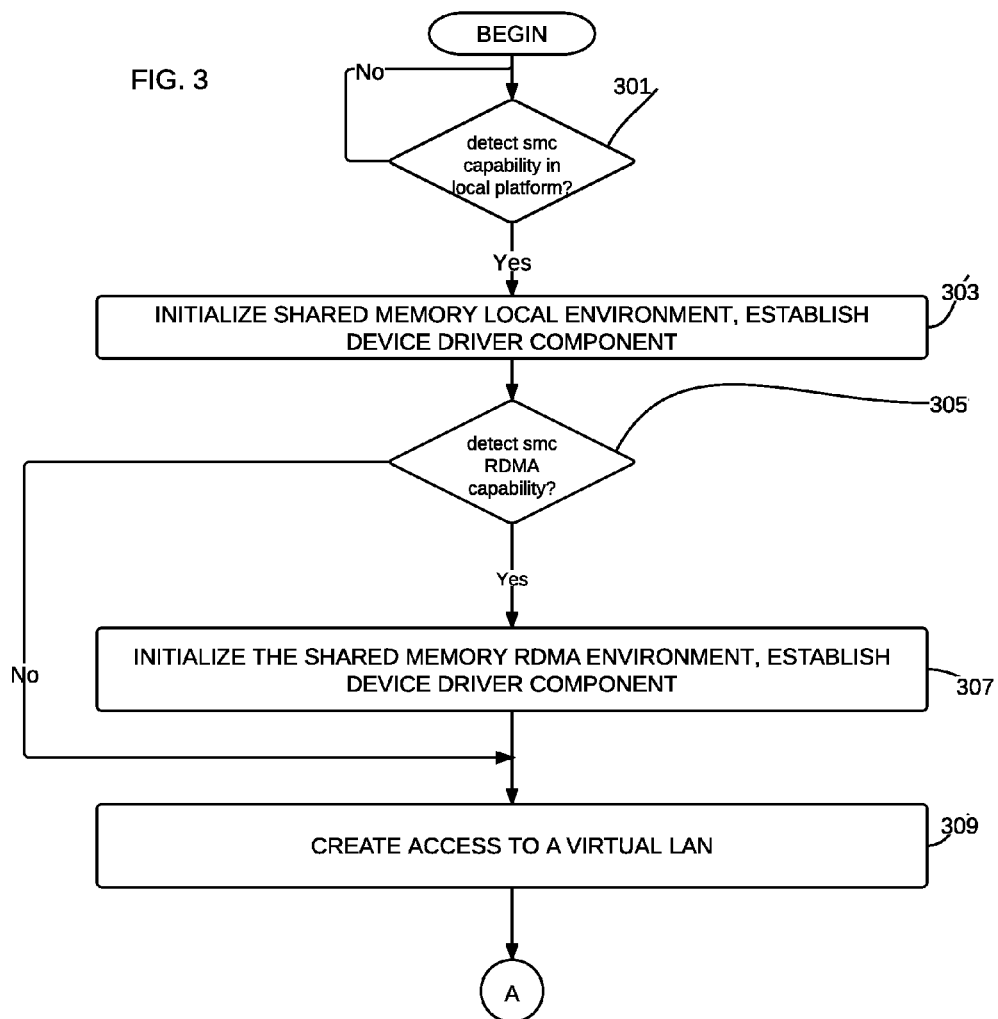 BEGIN
FIG. 3
No
301
detect smc
capability in
local platform?
Yes
303
INITIALIZE SHARED MEMORY LOCAL ENVIRONMENT, ESTABLISH
DEVICE DRIVER COMPONENT
305
detect smc
RDMA
capability?
Yes
INITIALIZE THE SHARED MEMORY RDMA ENVIRONMENT, ESTABLISH
DEVICE DRIVER COMPONENT
No
307
309
CREATE ACCESS TO A VIRTUAL LAN
A